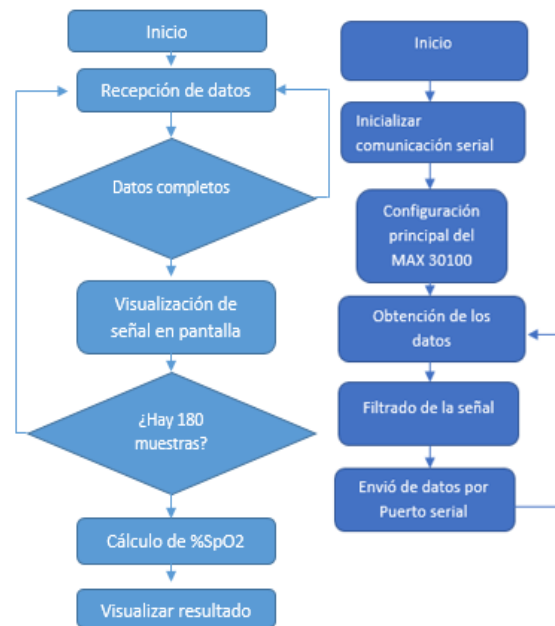 Inicio
Recepción de datos
Datos completos
Visualización de
señal en pantalla
¿Hay 180
muestras?
Cálculo de %SpO2
Visualizar resultado
Inicio
Inicializar
comunicación serial
Configuración
principal del
MAX 30100
Obtención de los
datos
Filtrado de la señal
Envió de datos por
Puerto serial